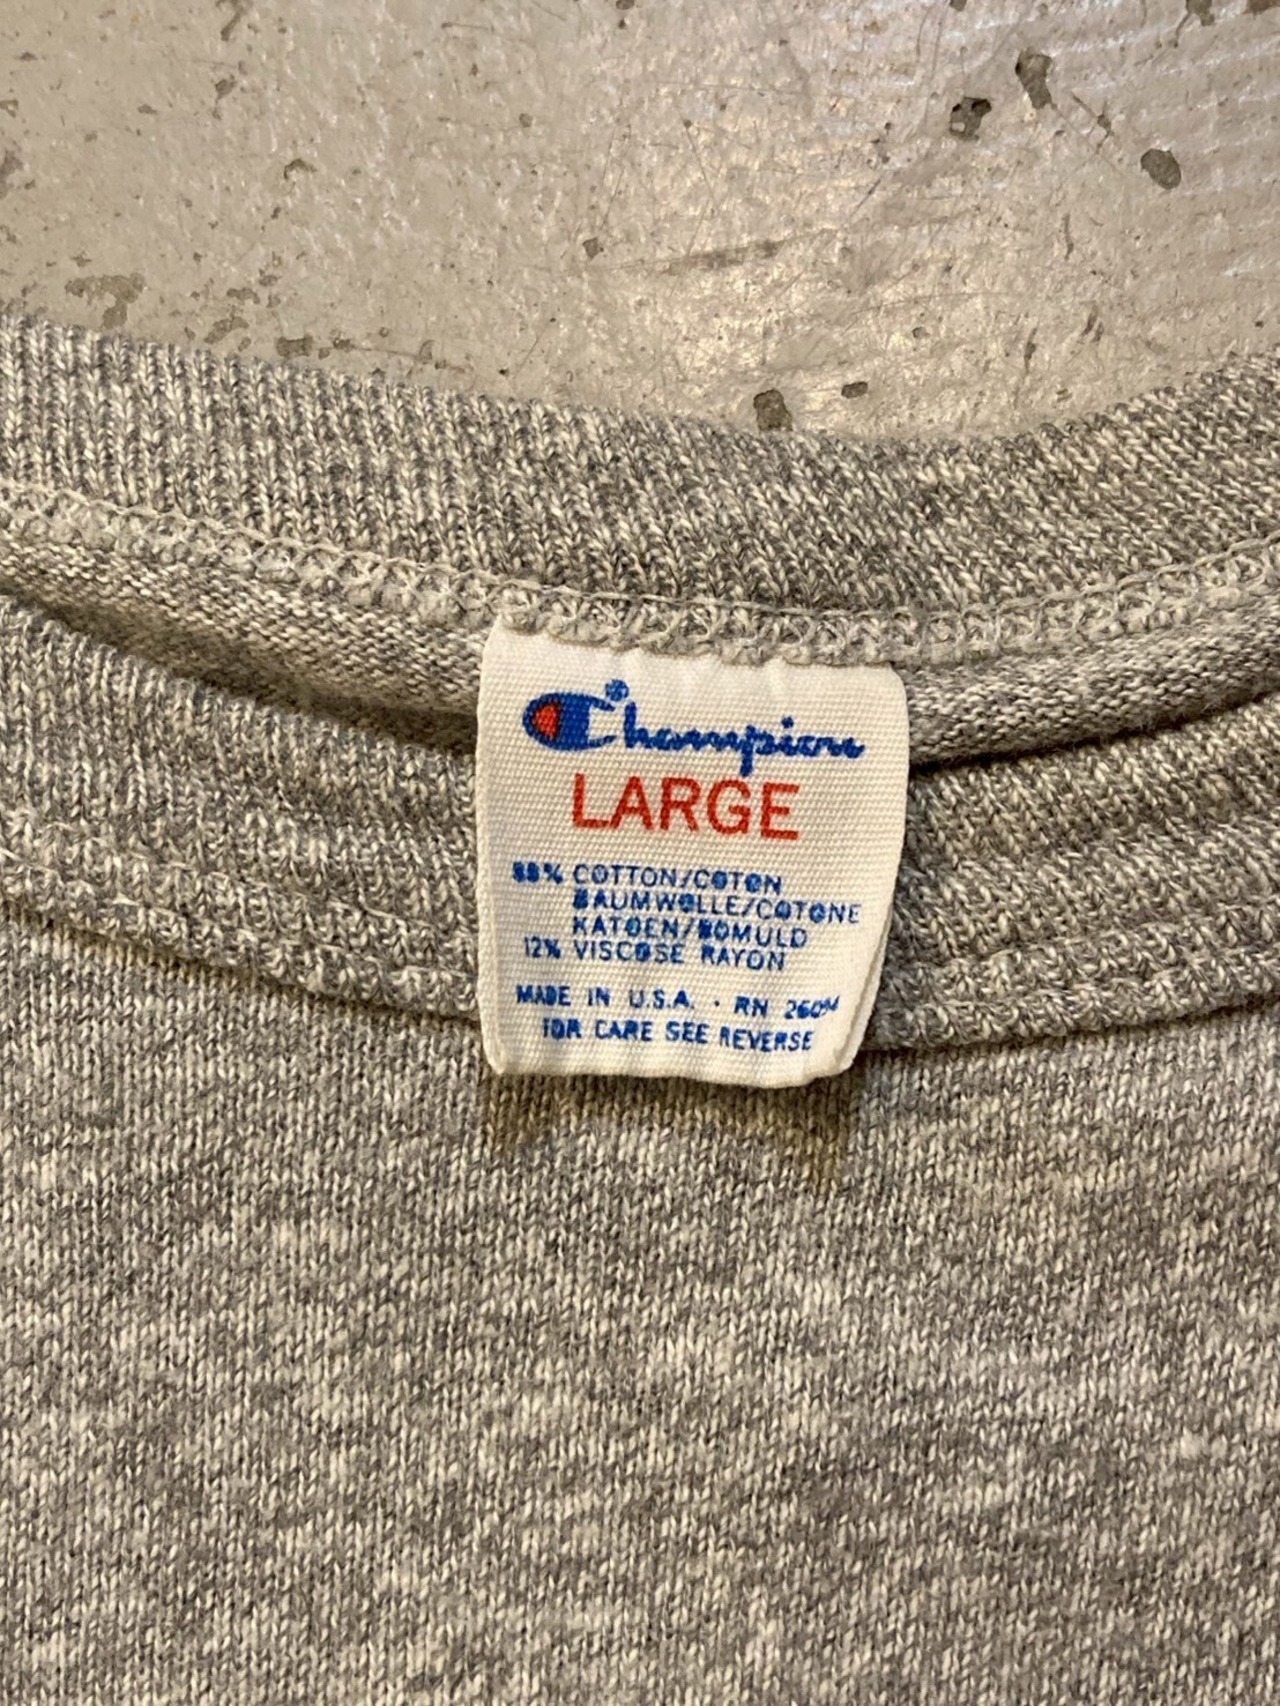 Champion
LARGE
88% COTTON/COTON
BAUMWOLLE/COTONE
KATOEN/BOMULD
12% VISCOSE RAYON
MADE IN U.S.A. · RN 26094
FOR CARE SEE REVERSE